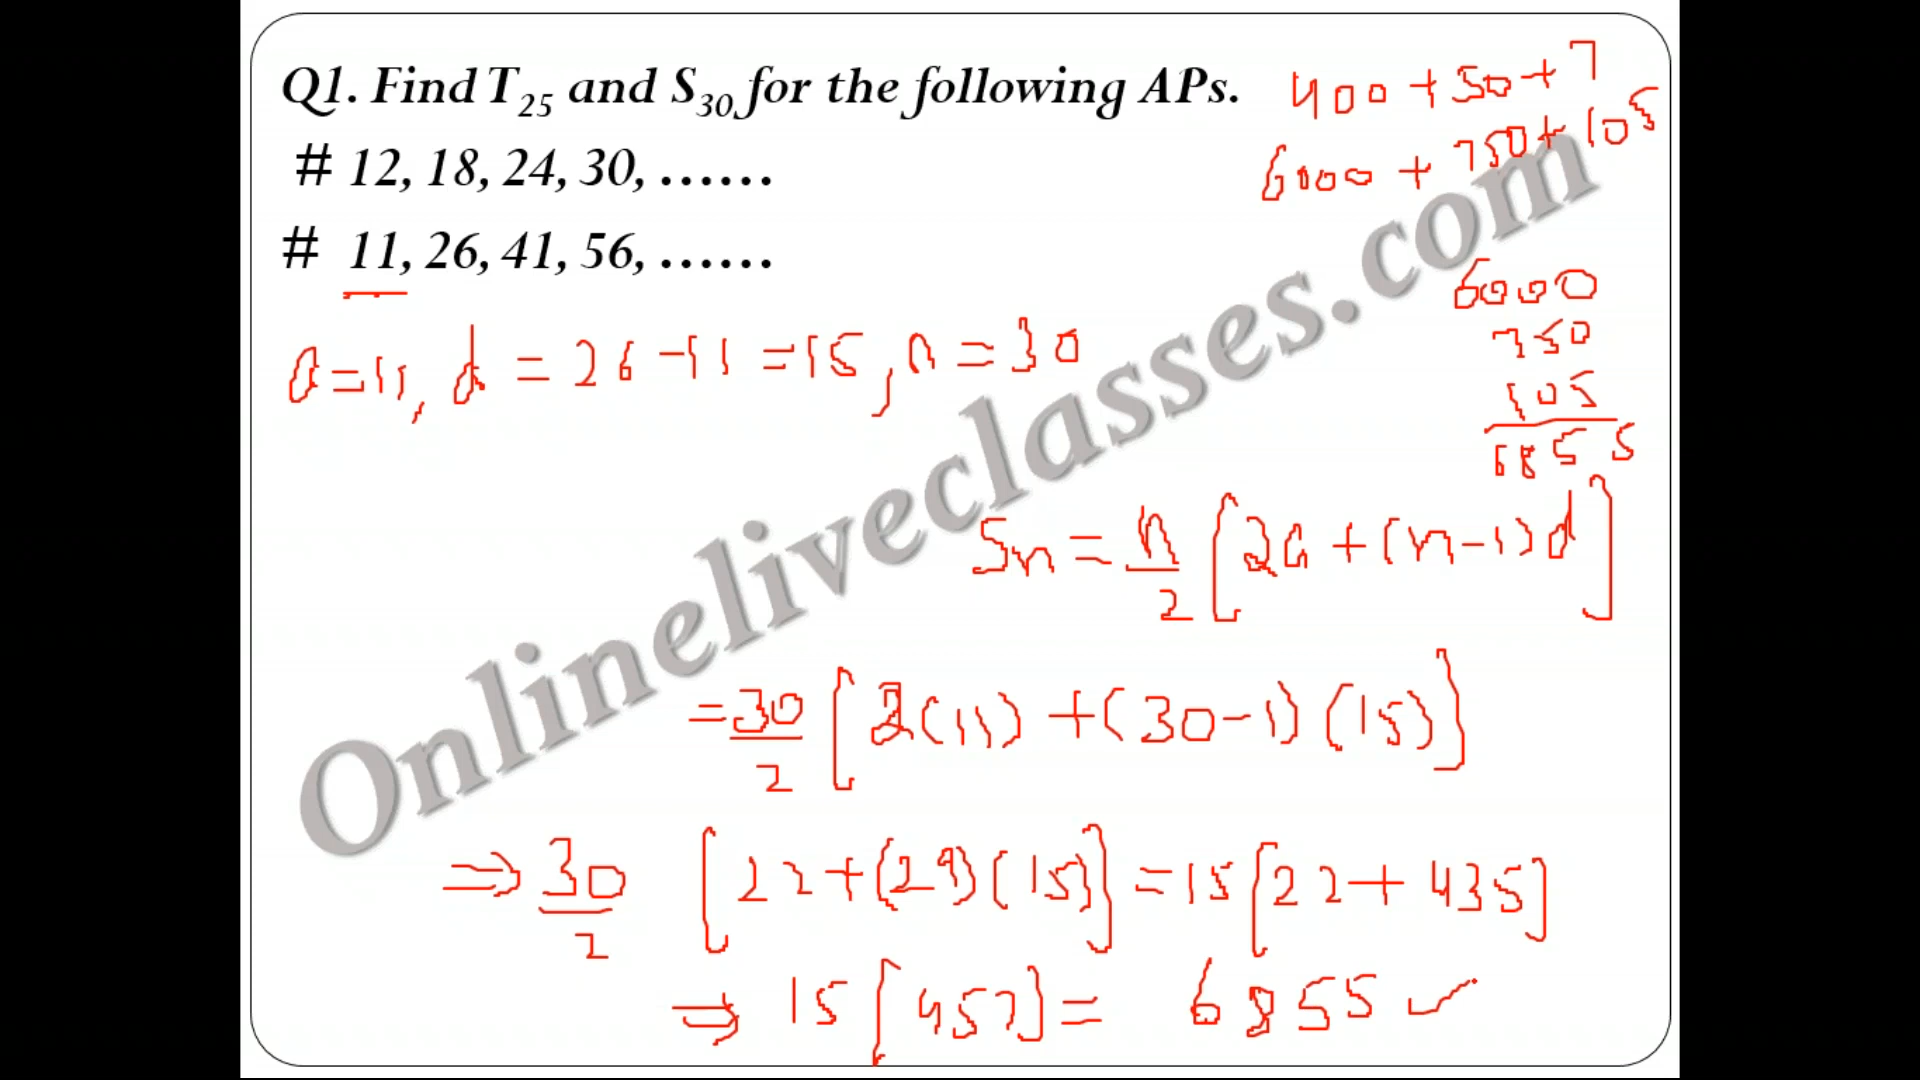 Q1. Find T25 and S30 for the following APs.
# 12, 18, 24, 30, ......
# 11, 26, 41, 56, ......
400 + 50 + 7
6000 + 750 + 105
6000
750
105
6855
a = 11, d = 26 - 11 = 15, n = 30
Sn = n/2 [2a + (n-1)d]
= 30/2 [2(11) + (30-1)(15)]
⇒ 30/2 [22 + (29)(15)] = 15[22 + 435]
⇒ 15[457] = 6855 ✓
Onlineliveclasses.com